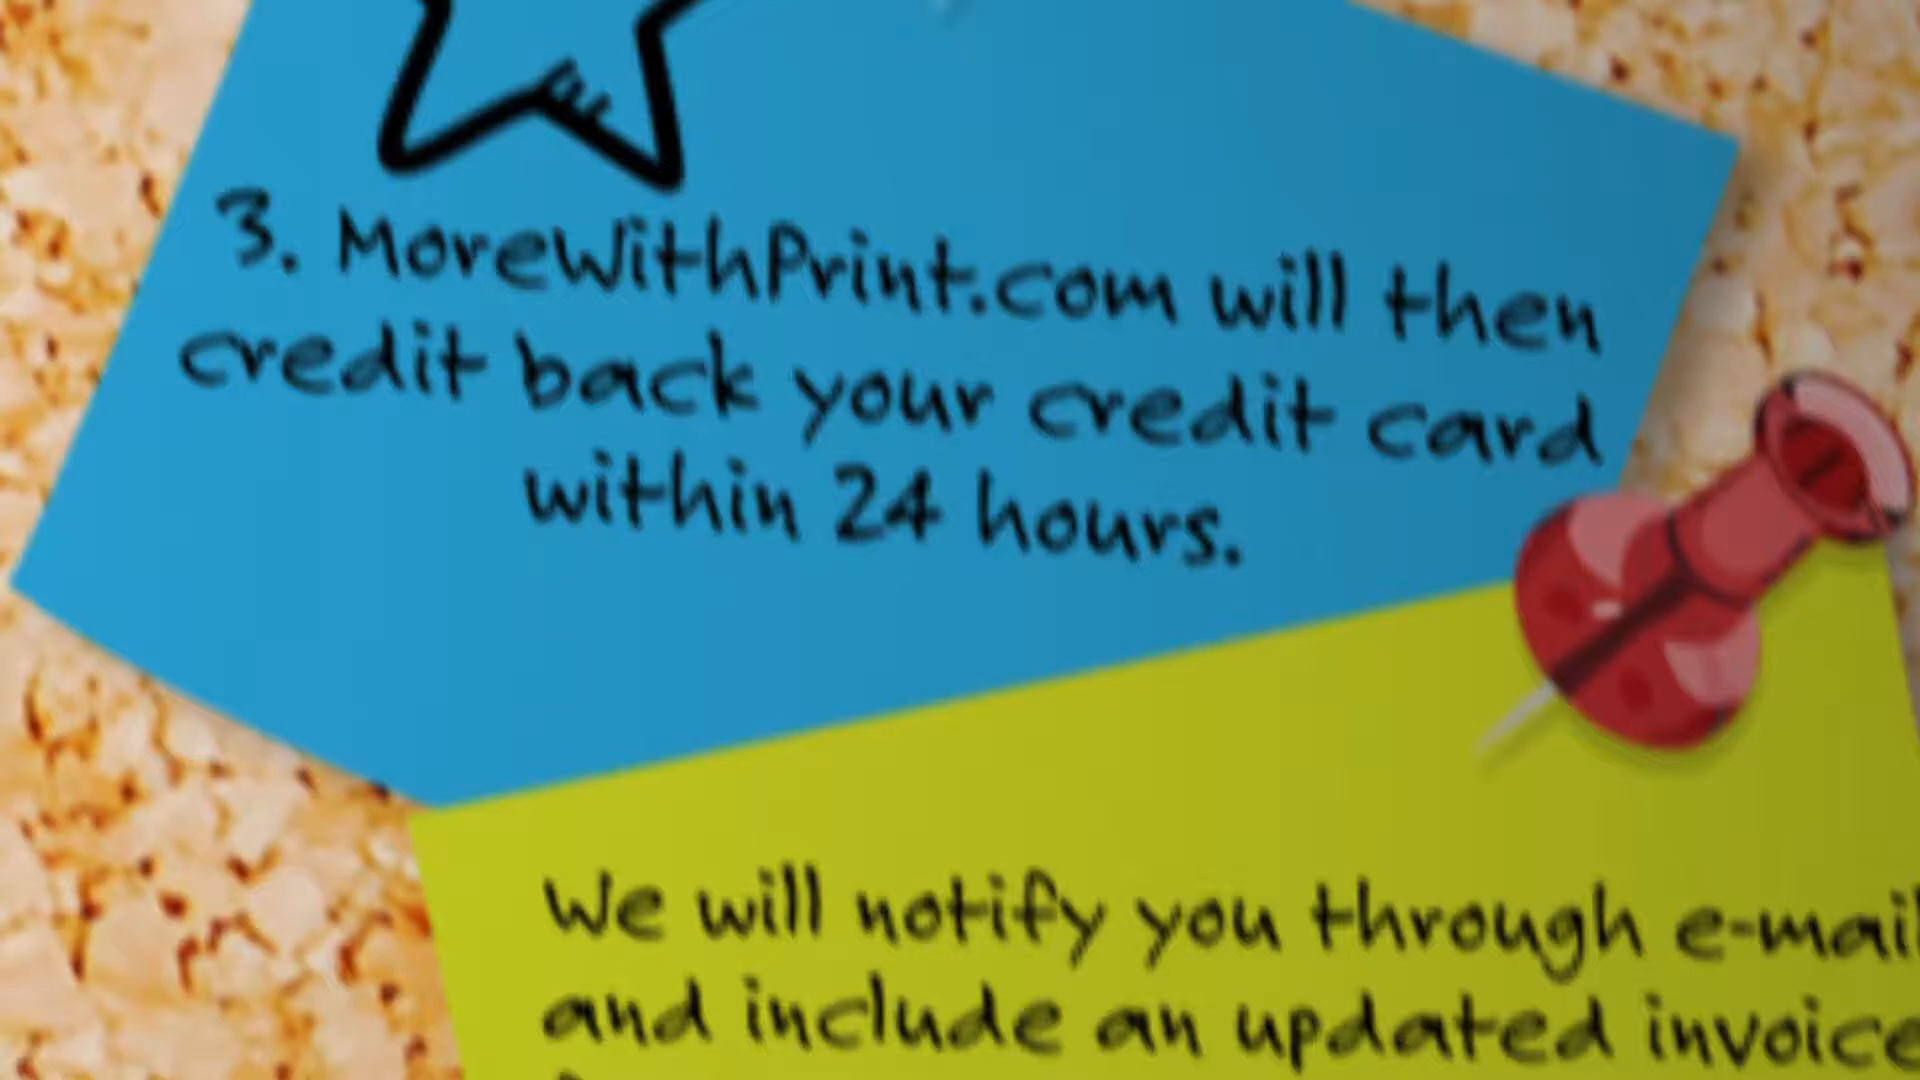 3. MoreWithPrint.com will then
credit back your credit card
within 24 hours.
We will notify you through e-mail
and include an updated invoice